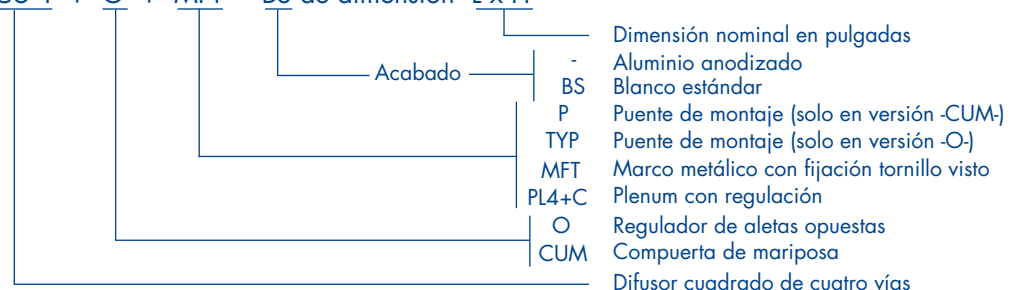 de dimensión
Dimensión nominal en pulgadas
Acabado
- Aluminio anodizado
BS Blanco estándar
P Puente de montaje (solo en versión -CUM-)
TYP Puente de montaje (solo en versión -O-)
MFT Marco metálico con fijación tornillo visto
PL4+C Plenum con regulación
O Regulador de aletas opuestas
CUM Compuerta de mariposa
Difusor cuadrado de cuatro vías